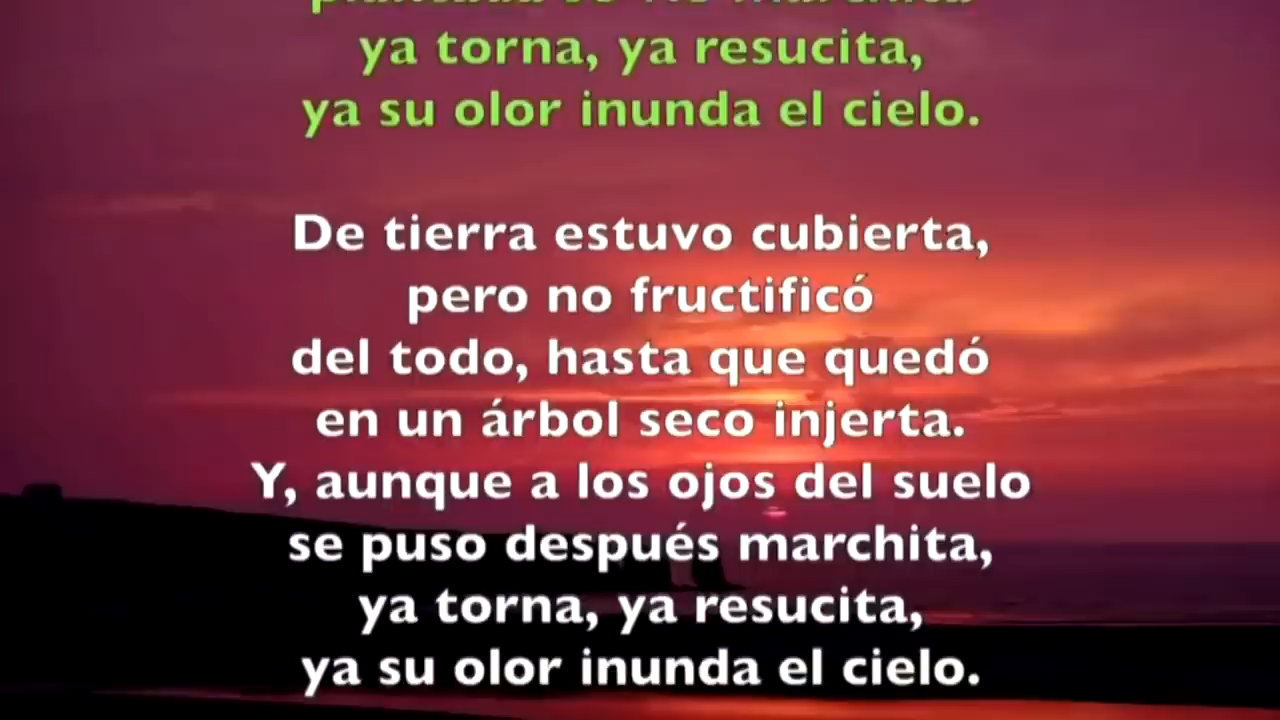 ya torna, ya resucita,
ya su olor inunda el cielo.
De tierra estuvo cubierta,
pero no fructificó
del todo, hasta que quedó
en un árbol seco injerta.
Y, aunque a los ojos del suelo
se puso después marchita,
ya torna, ya resucita,
ya su olor inunda el cielo.